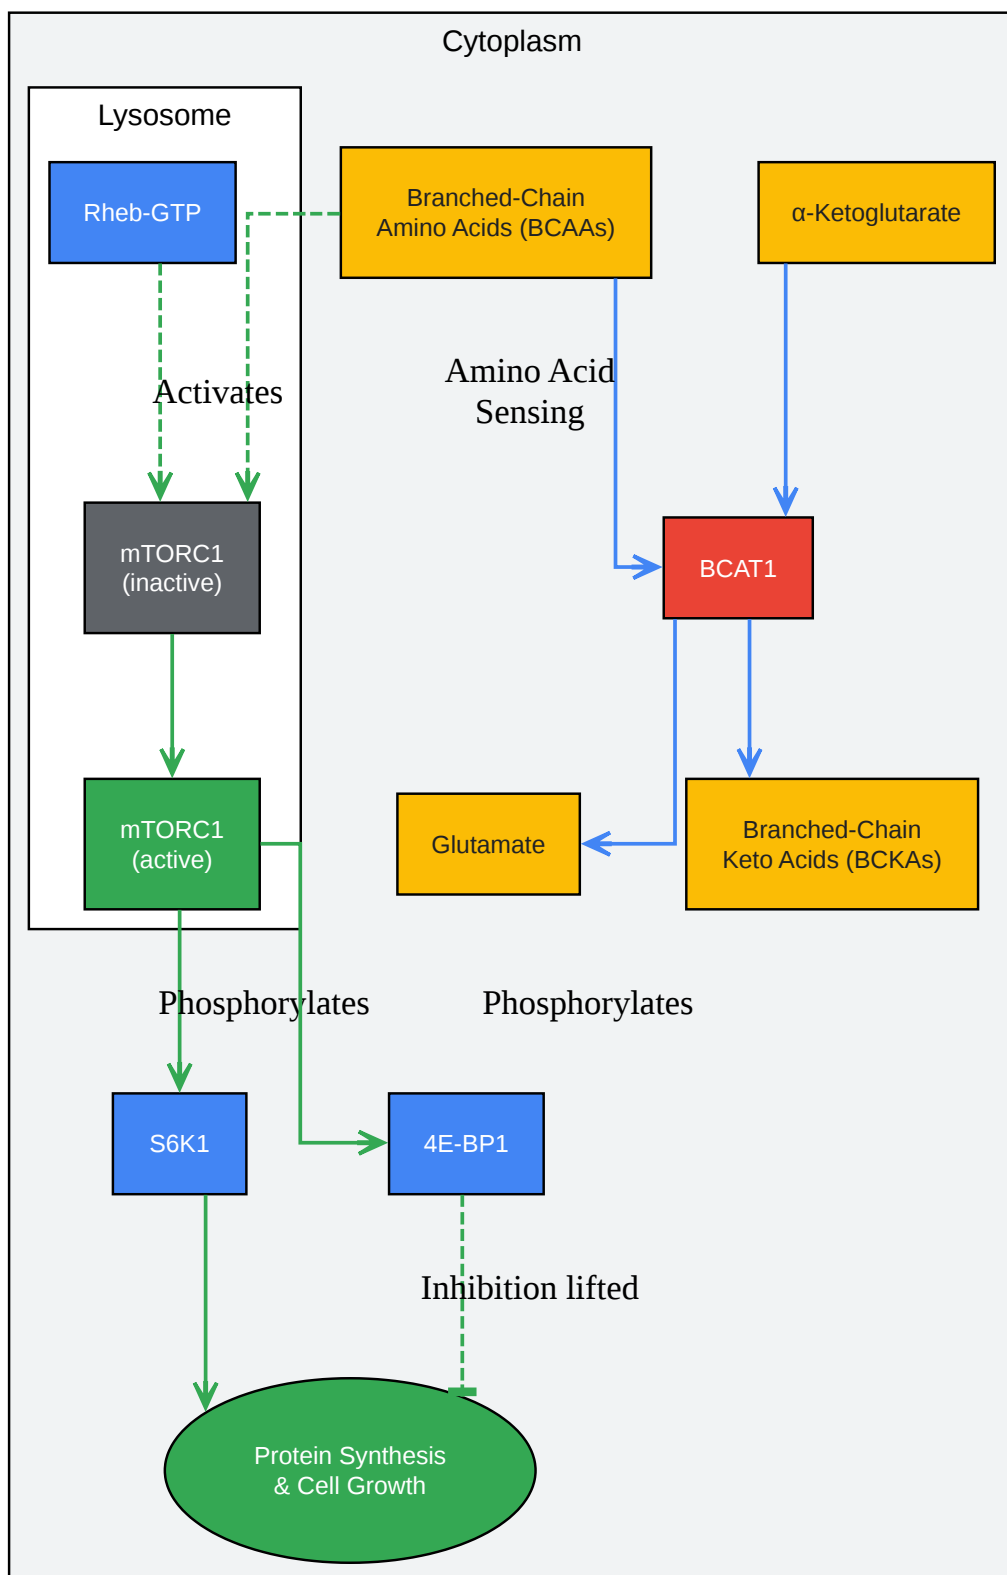 Cytoplasm
Lysosome
Rheb-GTP
Branched-Chain
Amino Acids (BCAAs)
α-Ketoglutarate
Activates
Amino Acid
Sensing
mTORC1
(inactive)
BCAT1
mTORC1
(active)
Glutamate
Branched-Chain
Keto Acids (BCKAs)
Phosphorylates
Phosphorylates
S6K1
4E-BP1
Inhibition lifted
Protein Synthesis
& Cell Growth